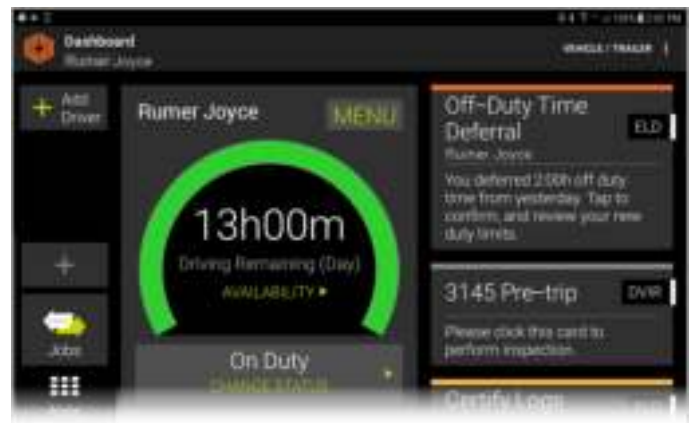 Dashboard
Rumer Joyce
VEHICLE / TRAILER
Add
Driver
Jobs
Rumer Joyce
MENU
13h00m
Driving Remaining (Day)
AVAILABILITY
On Duty
CHANGE STATUS
Off-Duty Time
Deferral
ELD
Rumer Joyce
You deferred 2:00h off duty
time from yesterday. Tap to
confirm, and review your new
duty limits.
3145 Pre-trip
DVIR
Please click this card to
perform inspection.
Certify Logs